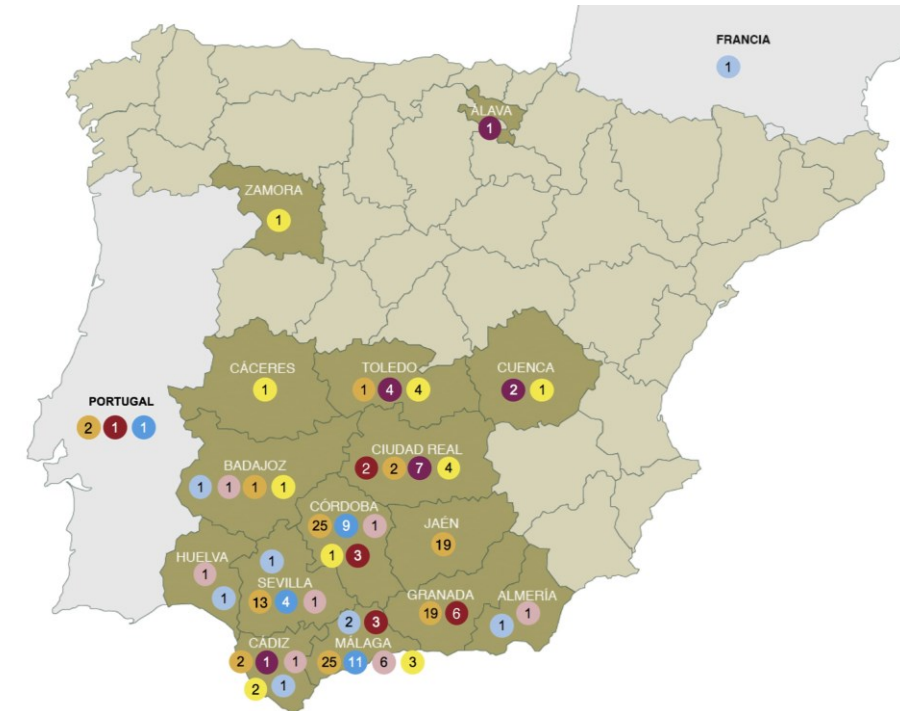 FRANCIA
1
ÁLAVA
1
ZAMORA
1
CÁCERES
1
TOLEDO
1 4 4
CUENCA
2 1
PORTUGAL
2 1 1
CIUDAD REAL
2 2 7 4
BADAJOZ
1 1 1 1
CÓRDOBA
25 9 1
1 3
JAÉN
19
HUELVA
1
1
1
SEVILLA
13 4 1
GRANADA
19 6
ALMERÍA
1
1
2 3
CÁDIZ
2 1 1
2 1
MÁLAGA
25 11 6 3